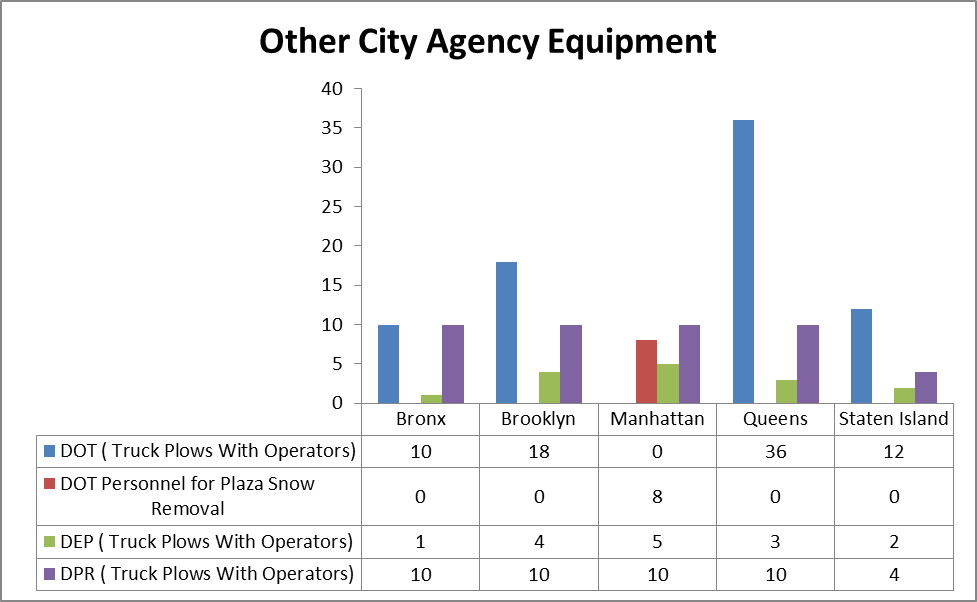 Other City Agency Equipment
40
35
30
25
20
15
10
5
0
Bronx Brooklyn Manhattan Queens Staten Island
DOT ( Truck Plows With Operators) 10 18 0 36 12
DOT Personnel for Plaza Snow
Removal 0 0 8 0 0
DEP ( Truck Plows With Operators) 1 4 5 3 2
DPR ( Truck Plows With Operators) 10 10 10 10 4